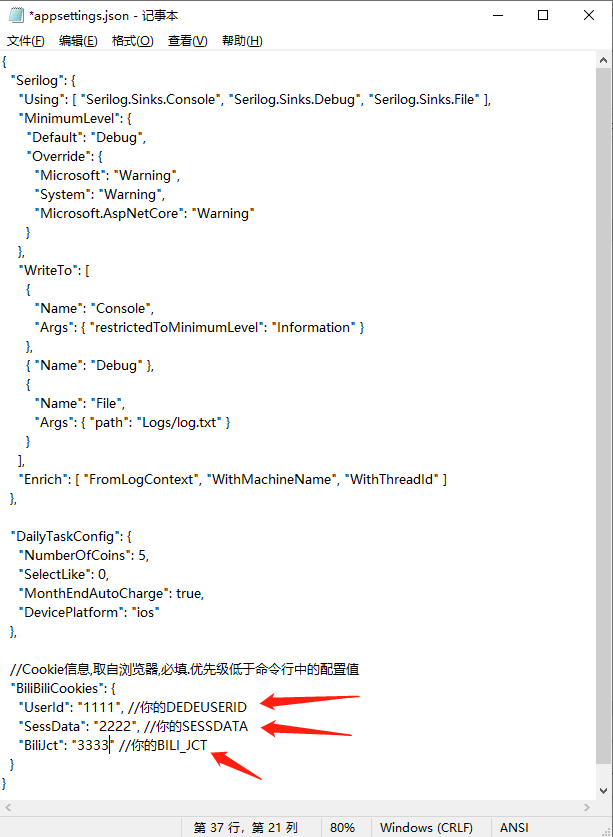 *appsettings.json - 记事本
文件(F) 编辑(E) 格式(O) 查看(V) 帮助(H)
{
"Serilog": {
"Using": [ "Serilog.Sinks.Console", "Serilog.Sinks.Debug", "Serilog.Sinks.File" ],
"MinimumLevel": {
"Default": "Debug",
"Override": {
"Microsoft": "Warning",
"System": "Warning",
"Microsoft.AspNetCore": "Warning"
}
},
"WriteTo": [
{
"Name": "Console",
"Args": { "restrictedToMinimumLevel": "Information" }
},
{ "Name": "Debug" },
{
"Name": "File",
"Args": { "path": "Logs/log.txt" }
}
],
"Enrich": [ "FromLogContext", "WithMachineName", "WithThreadId" ]
},
"DailyTaskConfig": {
"NumberOfCoins": 5,
"SelectLike": 0,
"MonthEndAutoCharge": true,
"DevicePlatform": "ios"
},
//Cookie信息,取自浏览器,必填.优先级低于命令行中的配置值
"BiliBiliCookies": {
"UserId": "1111", //你的DEDEUSERID
"SessData": "2222", //你的SESSDATA
"BiliJct": "3333" //你的BILI_JCT
}
}
第 37 行，第 21 列 80% Windows (CRLF) ANSI